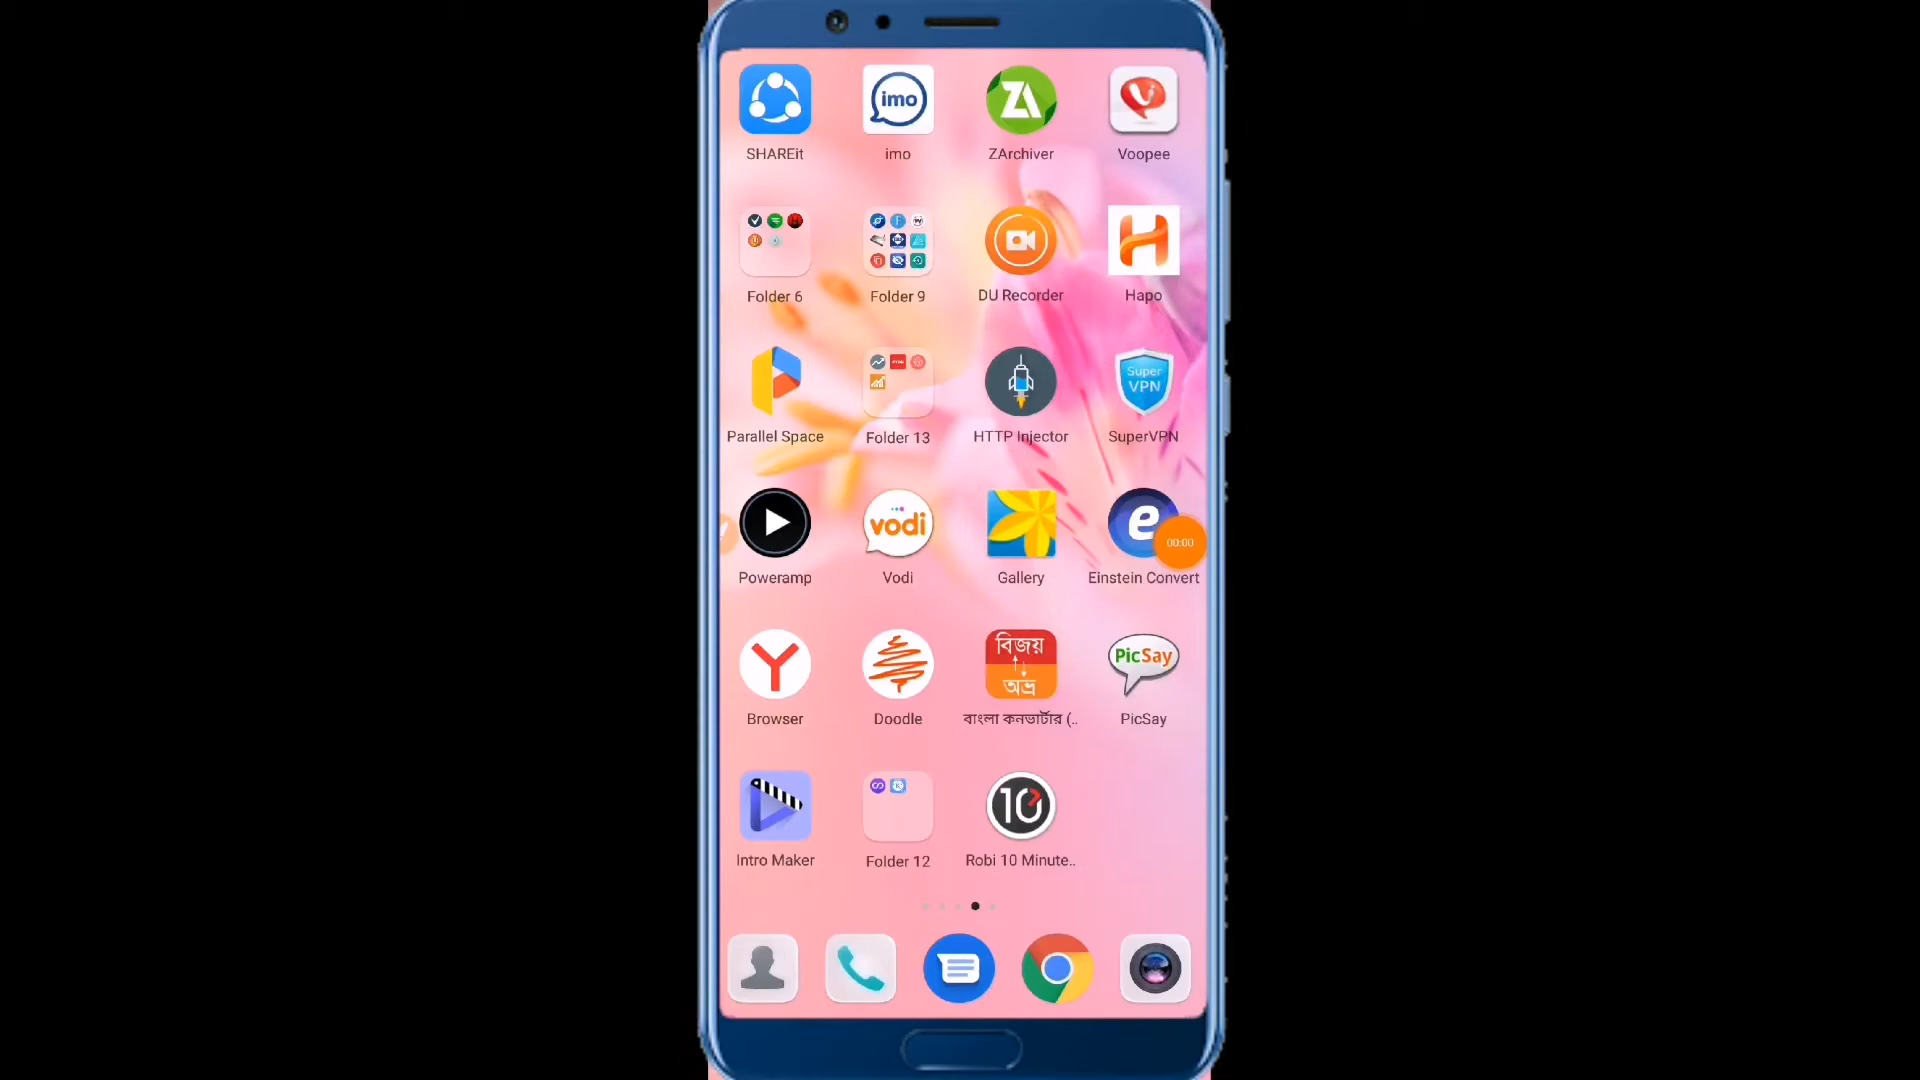 imo
SHAREit
imo
ZArchiver
Voopee
Folder 6
Folder 9
DU Recorder
Hapo
Super
VPN
Parallel Space
Folder 13
HTTP Injector
SuperVPN
vodi
e
00:00
Poweramp
Vodi
Gallery
Einstein Convert
বিজয়
অভ্র
PicSay
Browser
Doodle
বাংলা কনভার্টার (..
PicSay
10
Intro Maker
Folder 12
Robi 10 Minute..